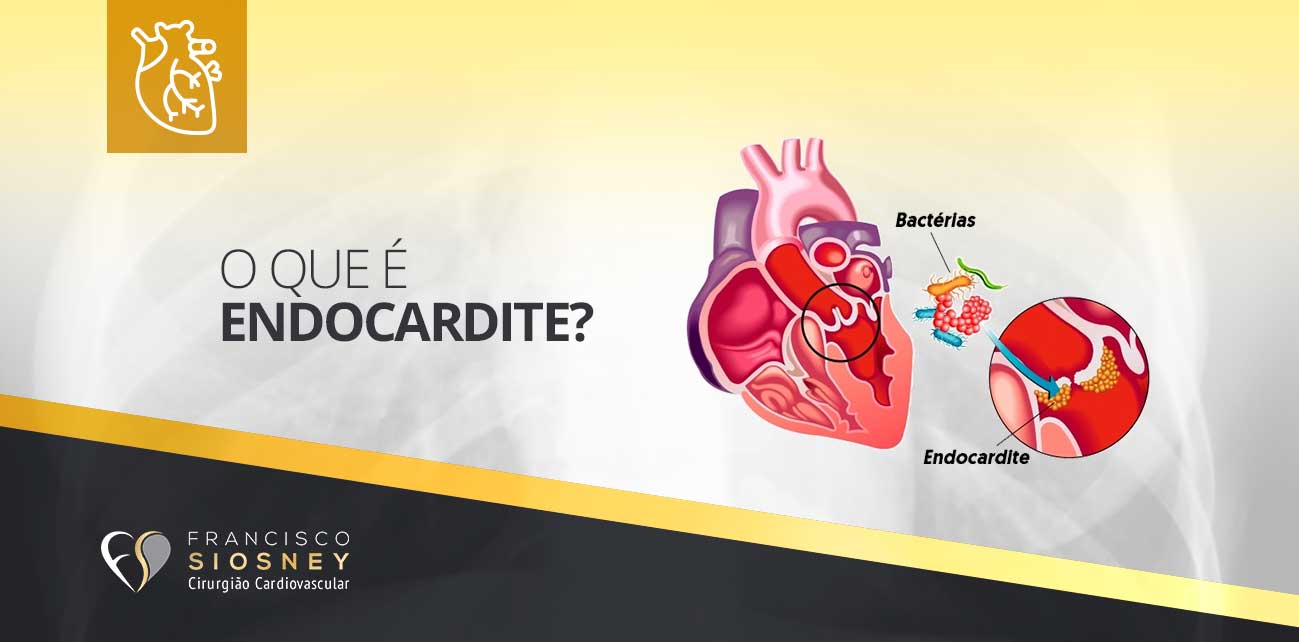 O QUE É
ENDOCARDITE?
Bactérias
Endocardite
FRANCISCO
SIOSNEY
Cirurgião Cardiovascular